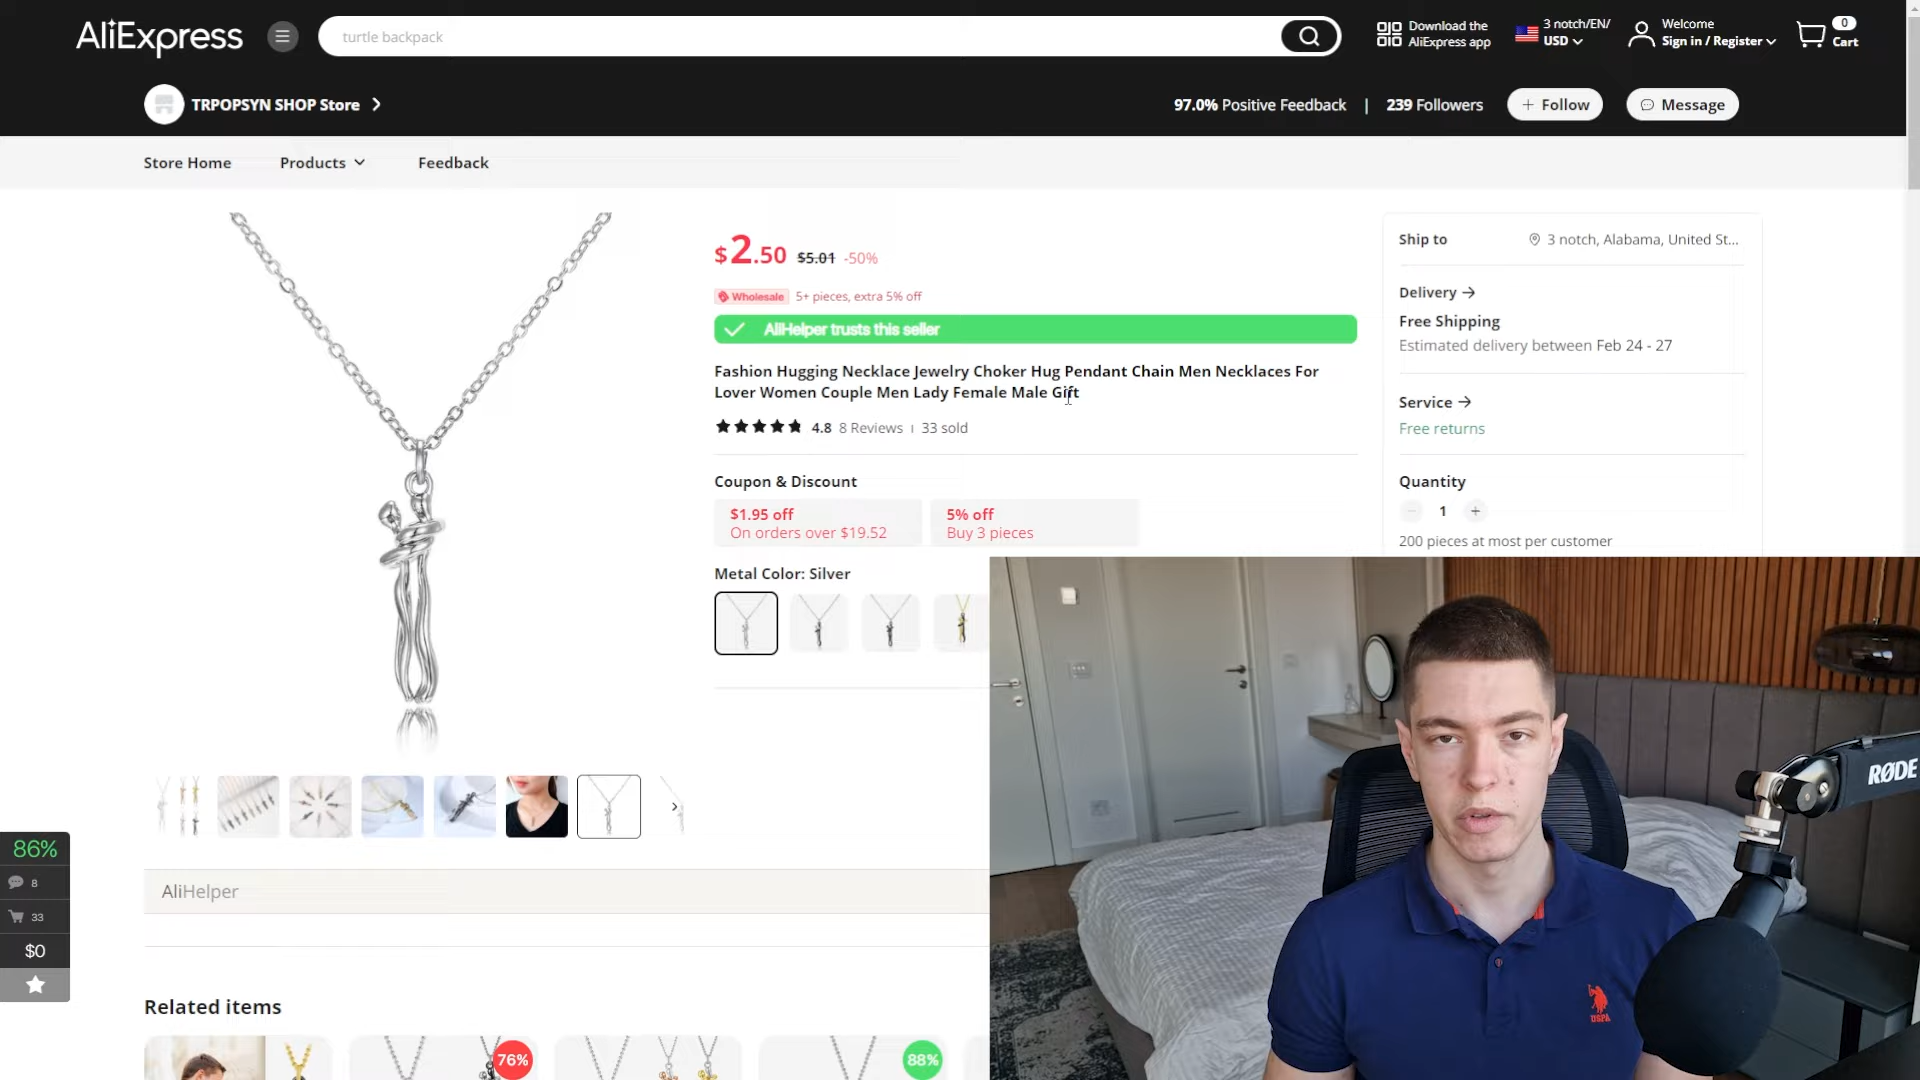 AliExpress
turtle backpack
Download the
AliExpress app
3 notch/EN/
USD
Welcome
Sign in / Register
0
Cart
TRPOPSYN SHOP Store
97.0% Positive Feedback | 239 Followers
+ Follow
Message
Store Home
Products
Feedback
$2.50 $5.01 -50%
Wholesale 5+ pieces, extra 5% off
AliHelper trusts this seller
Fashion Hugging Necklace Jewelry Choker Hug Pendant Chain Men Necklaces For
Lover Women Couple Men Lady Female Male Gift
4.8 8 Reviews | 33 sold
Coupon & Discount
$1.95 off
On orders over $19.52
5% off
Buy 3 pieces
Metal Color: Silver
Ship to
3 notch, Alabama, United St...
Delivery
Free Shipping
Estimated delivery between Feb 24 - 27
Service
Free returns
Quantity
- 1 +
200 pieces at most per customer
86%
8
33
$0
AliHelper
Related items
76%
88%
RØDE
USPA